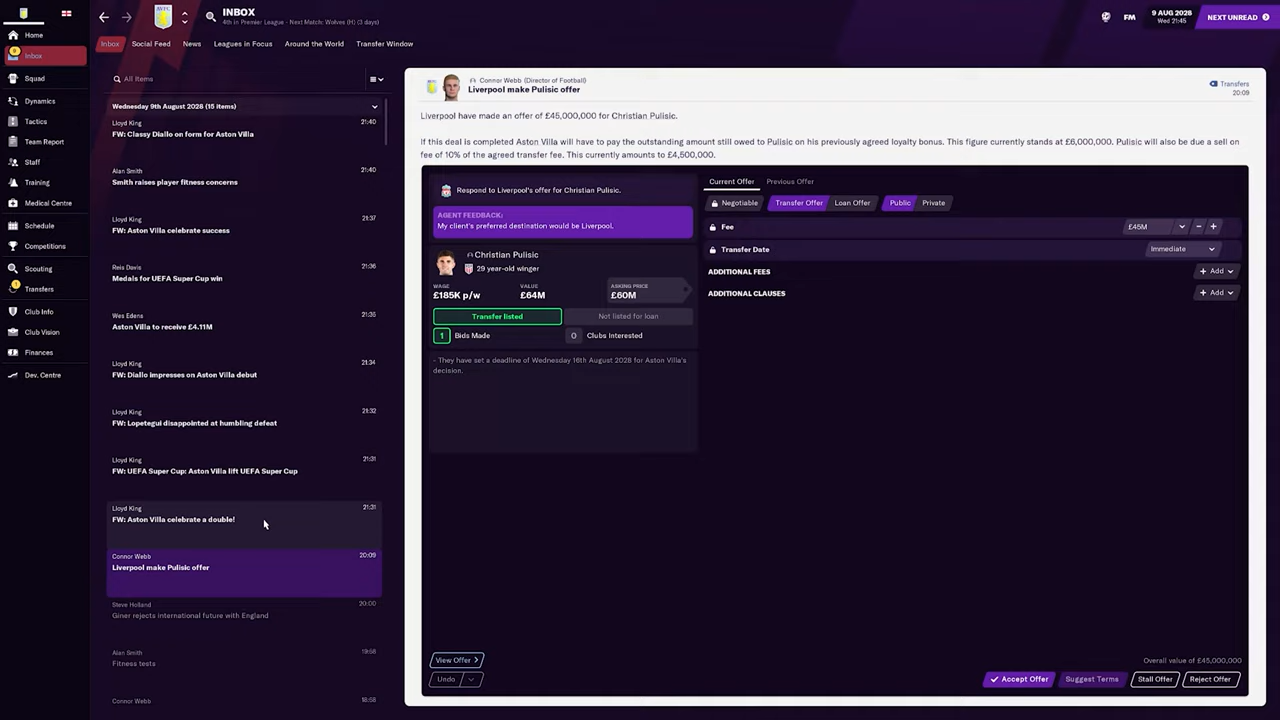 INBOX
4th in Premier League - Next Match: Wolves (H) (3 days)
FM
9 AUG 2028
Wed 21:45
NEXT UNREAD
Home
Inbox
Squad
Dynamics
Tactics
Team Report
Staff
Training
Medical Centre
Schedule
Competitions
Scouting
Transfers
Club Info
Club Vision
Finances
Dev. Centre
Inbox
Social Feed
News
Leagues in Focus
Around the World
Transfer Window
All Items
Wednesday 9th August 2028 (15 items)
Lloyd King 21:40
FW: Classy Diallo on form for Aston Villa
Alan Smith 21:40
Smith raises player fitness concerns
Lloyd King 21:37
FW: Aston Villa celebrate success
Reis Davis 21:36
Medals for UEFA Super Cup win
Wes Edens 21:35
Aston Villa to receive £4.11M
Lloyd King 21:34
FW: Diallo impresses on Aston Villa debut
Lloyd King 21:32
FW: Lopetegui disappointed at humbling defeat
Lloyd King 21:31
FW: UEFA Super Cup: Aston Villa lift UEFA Super Cup
Lloyd King 21:31
FW: Aston Villa celebrate a double!
Connor Webb 20:09
Liverpool make Pulisic offer
Steve Holland 20:00
Giner rejects international future with England
Alan Smith 19:58
Fitness tests
Connor Webb 18:58
Connor Webb (Director of Football)
Liverpool make Pulisic offer
Transfers
20:09
Liverpool have made an offer of £45,000,000 for Christian Pulisic.
If this deal is completed Aston Villa will have to pay the outstanding amount still owed to Pulisic on his previously agreed loyalty bonus. This figure currently stands at £6,000,000. Pulisic will also be due a sell on
fee of 10% of the agreed transfer fee. This currently amounts to £4,500,000.
Respond to Liverpool's offer for Christian Pulisic.
AGENT FEEDBACK:
My client's preferred destination would be Liverpool.
Christian Pulisic
29 year-old winger
WAGE
£185K p/w
VALUE
£64M
ASKING PRICE
£60M
Transfer listed
Not listed for loan
1 Bids Made
0 Clubs Interested
- They have set a deadline of Wednesday 16th August 2028 for Aston Villa's
decision.
Current Offer
Previous Offer
Negotiable
Transfer Offer
Loan Offer
Public
Private
Fee
£45M
Transfer Date
Immediate
ADDITIONAL FEES
Add
ADDITIONAL CLAUSES
Add
View Offer
Undo
Overall value of £45,000,000
Accept Offer
Suggest Terms
Stall Offer
Reject Offer